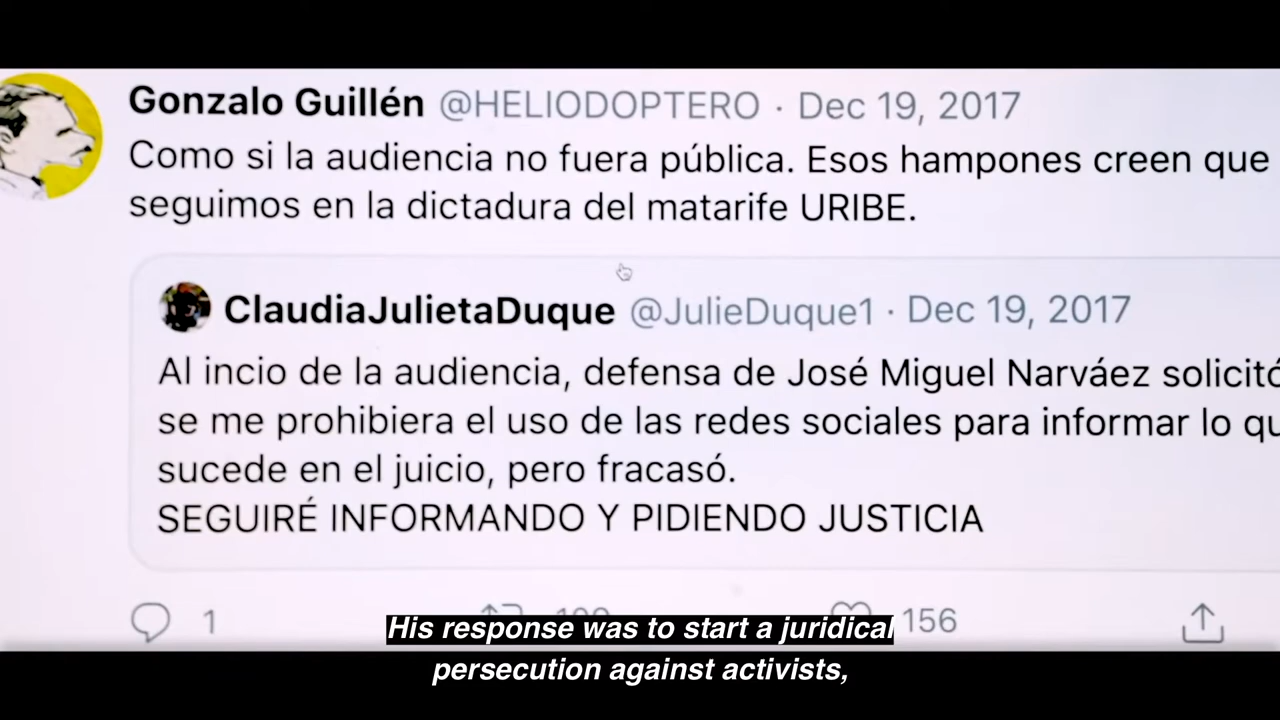 Gonzalo Guillén @HELIODOPTERO · Dec 19, 2017
Como si la audiencia no fuera pública. Esos hampones creen que
seguimos en la dictadura del matarife URIBE.
ClaudiaJulietaDuque @JulieDuque1 · Dec 19, 2017
Al incio de la audiencia, defensa de José Miguel Narváez solicitó
se me prohibiera el uso de las redes sociales para informar lo
sucede en el juicio, pero fracasó.
SEGUIRÉ INFORMANDO Y PIDIENDO JUSTICIA
1 156
His response was to start a juridical
persecution against activists,